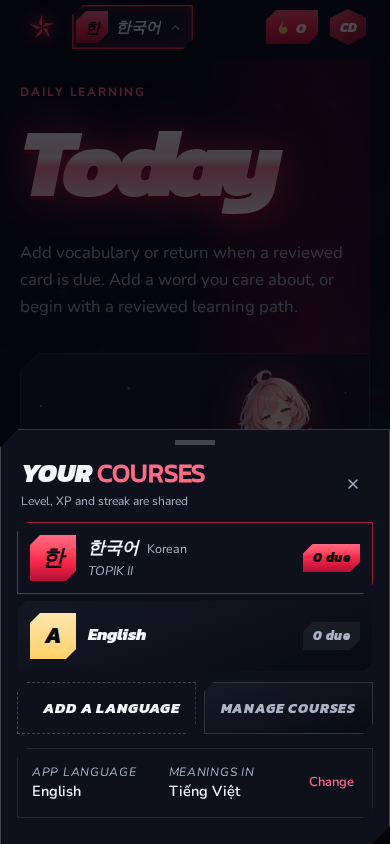 한 한국어 0 CD
DAILY LEARNING
Today
Add vocabulary or return when a reviewed
card is due. Add a word you care about, or
begin with a reviewed learning path.
YOUR COURSES
Level, XP and streak are shared
한 한국어 Korean 0 due
TOPIK II
A English 0 due
ADD A LANGUAGE MANAGE COURSES
APP LANGUAGE MEANINGS IN Change
English Tiếng Việt